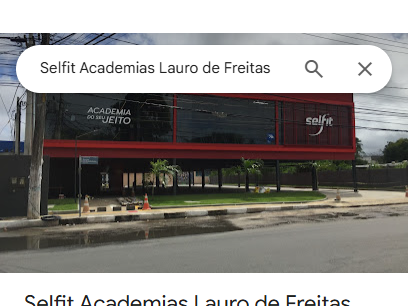 Selfit Academias Lauro de Freitas
ACADEMIA
DO SEU JEITO
selfit
Selfit Academias Lauro de Freitas